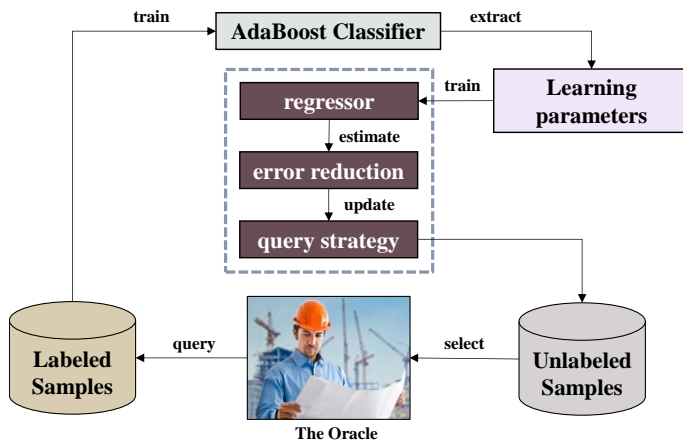 train
AdaBoost Classifier
extract
regressor
train
Learning
parameters
estimate
error reduction
update
query strategy
Labeled
Samples
query
select
Unlabeled
Samples
The Oracle